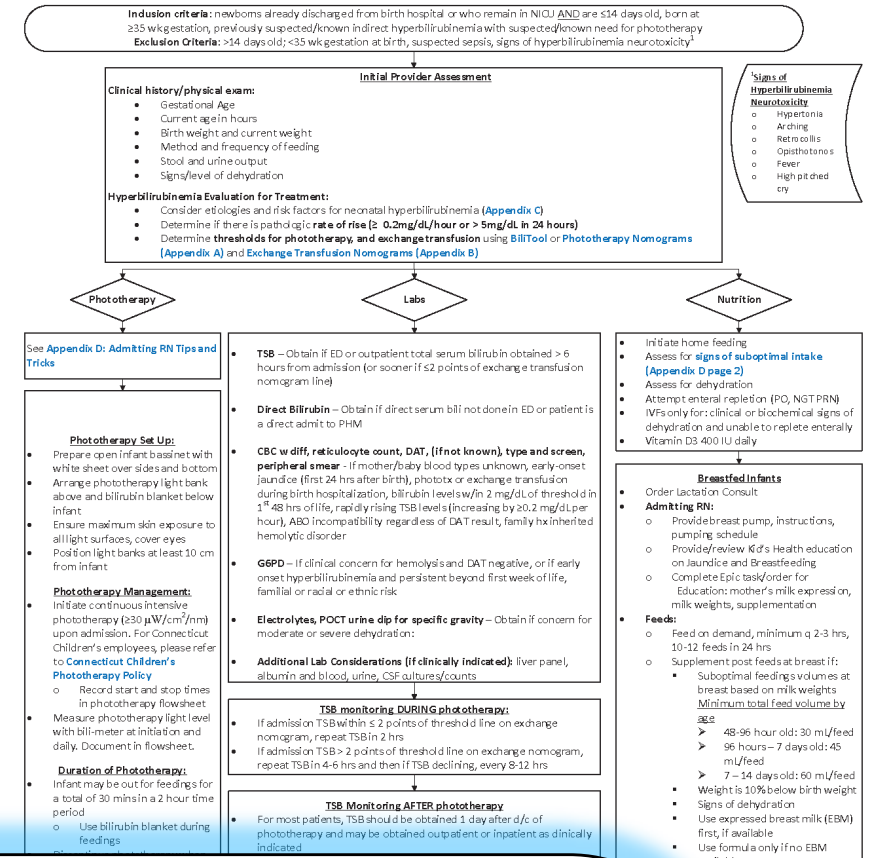 Inclusion criteria: newborns already discharged from birth hospital or who remain in NICU AND are ≤14 days old, born at
≥35 wk gestation, previously suspected/known indirect hyperbilirubinemia with suspected/known need for phototherapy
Exclusion Criteria: >14 days old; <35 wk gestation at birth, suspected sepsis, signs of hyperbilirubinemia neurotoxicity¹
Initial Provider Assessment
Clinical history/physical exam:
• Gestational Age
• Current age in hours
• Birth weight and current weight
• Method and frequency of feeding
• Stool and urine output
• Signs/level of dehydration
Hyperbilirubinemia Evaluation for Treatment:
• Consider etiologies and risk factors for neonatal hyperbilirubinemia (Appendix C)
• Determine if there is pathologic rate of rise (≥ 0.2mg/dL/hour or > 5mg/dL in 24 hours)
• Determine thresholds for phototherapy, and exchange transfusion using BiliTool or Phototherapy Nomograms
(Appendix A) and Exchange Transfusion Nomograms (Appendix B)
¹Signs of
Hyperbilirubinemia
Neurotoxicity
o Hypertonia
o Arching
o Retrocollis
o Opisthotonos
o Fever
o High pitched
cry
Phototherapy
Labs
Nutrition
See Appendix D: Admitting RN Tips and
Tricks
Phototherapy Set Up:
• Prepare open infant bassinet with
white sheet over sides and bottom
• Arrange phototherapy light bank
above and bilirubin blanket below
infant
• Ensure maximum skin exposure to
all light surfaces, cover eyes
• Position light banks at least 10 cm
from infant
Phototherapy Management:
• Initiate continuous intensive
phototherapy (≥30 µW/cm²/nm)
upon admission. For Connecticut
Children's employees, please refer
to Connecticut Children's
Phototherapy Policy
o Record start and stop times
in phototherapy flowsheet
• Measure phototherapy light level
with bili-meter at initiation and
daily. Document in flowsheet.
Duration of Phototherapy:
• Infant may be out for feedings for
a total of 30 mins in a 2 hour time
period
o Use bilirubin blanket during
feedings
• TSB – Obtain if ED or outpatient total serum bilirubin obtained > 6
hours from admission (or sooner if ≤2 points of exchange transfusion
nomogram line)
• Direct Bilirubin – Obtain if direct serum bili not done in ED or patient is
a direct admit to PHM
• CBC w diff, reticulocyte count, DAT, (if not known), type and screen,
peripheral smear - If mother/baby blood types unknown, early-onset
jaundice (first 24 hrs after birth), phototx or exchange transfusion
during birth hospitalization, bilirubin levels w/in 2 mg/dL of threshold in
1st 48 hrs of life, rapidly rising TSB levels (increasing by ≥0.2 mg/dL per
hour), ABO incompatibility regardless of DAT result, family hx inherited
hemolytic disorder
• G6PD – If clinical concern for hemolysis and DAT negative, or if early
onset hyperbilirubinemia and persistent beyond first week of life,
familial or racial or ethnic risk
• Electrolytes, POCT urine dip for specific gravity – Obtain if concern for
moderate or severe dehydration:
• Additional Lab Considerations (if clinically indicated): liver panel,
albumin and blood, urine, CSF cultures/counts
TSB monitoring DURING phototherapy:
• If admission TSB within ≤ 2 points of threshold line on exchange
nomogram, repeat TSB in 2 hrs
• If admission TSB > 2 points of threshold line on exchange nomogram,
repeat TSB in 4-6 hrs and then if TSB declining, every 8-12 hrs
TSB Monitoring AFTER phototherapy
• For most patients, TSB should be obtained 1 day after d/c of
phototherapy and may be obtained outpatient or inpatient as clinically
indicated
• Initiate home feeding
• Assess for signs of suboptimal intake
(Appendix D page 2)
• Assess for dehydration
• Attempt enteral repletion (PO, NGT PRN)
• IVFs only for: clinical or biochemical signs of
dehydration and unable to replete enterally
• Vitamin D3 400 IU daily
Breastfed Infants
• Order Lactation Consult
• Admitting RN:
o Provide breast pump, instructions,
pumping schedule
o Provide/review Kid's Health education
on Jaundice and Breastfeeding
o Complete Epic task/order for
Education: mother's milk expression,
milk weights, supplementation
• Feeds:
o Feed on demand, minimum q 2-3 hrs,
10-12 feeds in 24 hrs
o Supplement post feeds at breast if:
▪ Suboptimal feedings volumes at
breast based on milk weights
Minimum total feed volume by
age
➢ 48-96 hour old: 30 mL/feed
➢ 96 hours – 7 days old: 45
mL/feed
➢ 7 – 14 days old: 60 mL/feed
▪ Weight is 10% below birth weight
▪ Signs of dehydration
▪ Use expressed breast milk (EBM)
first, if available
▪ Use formula only if no EBM